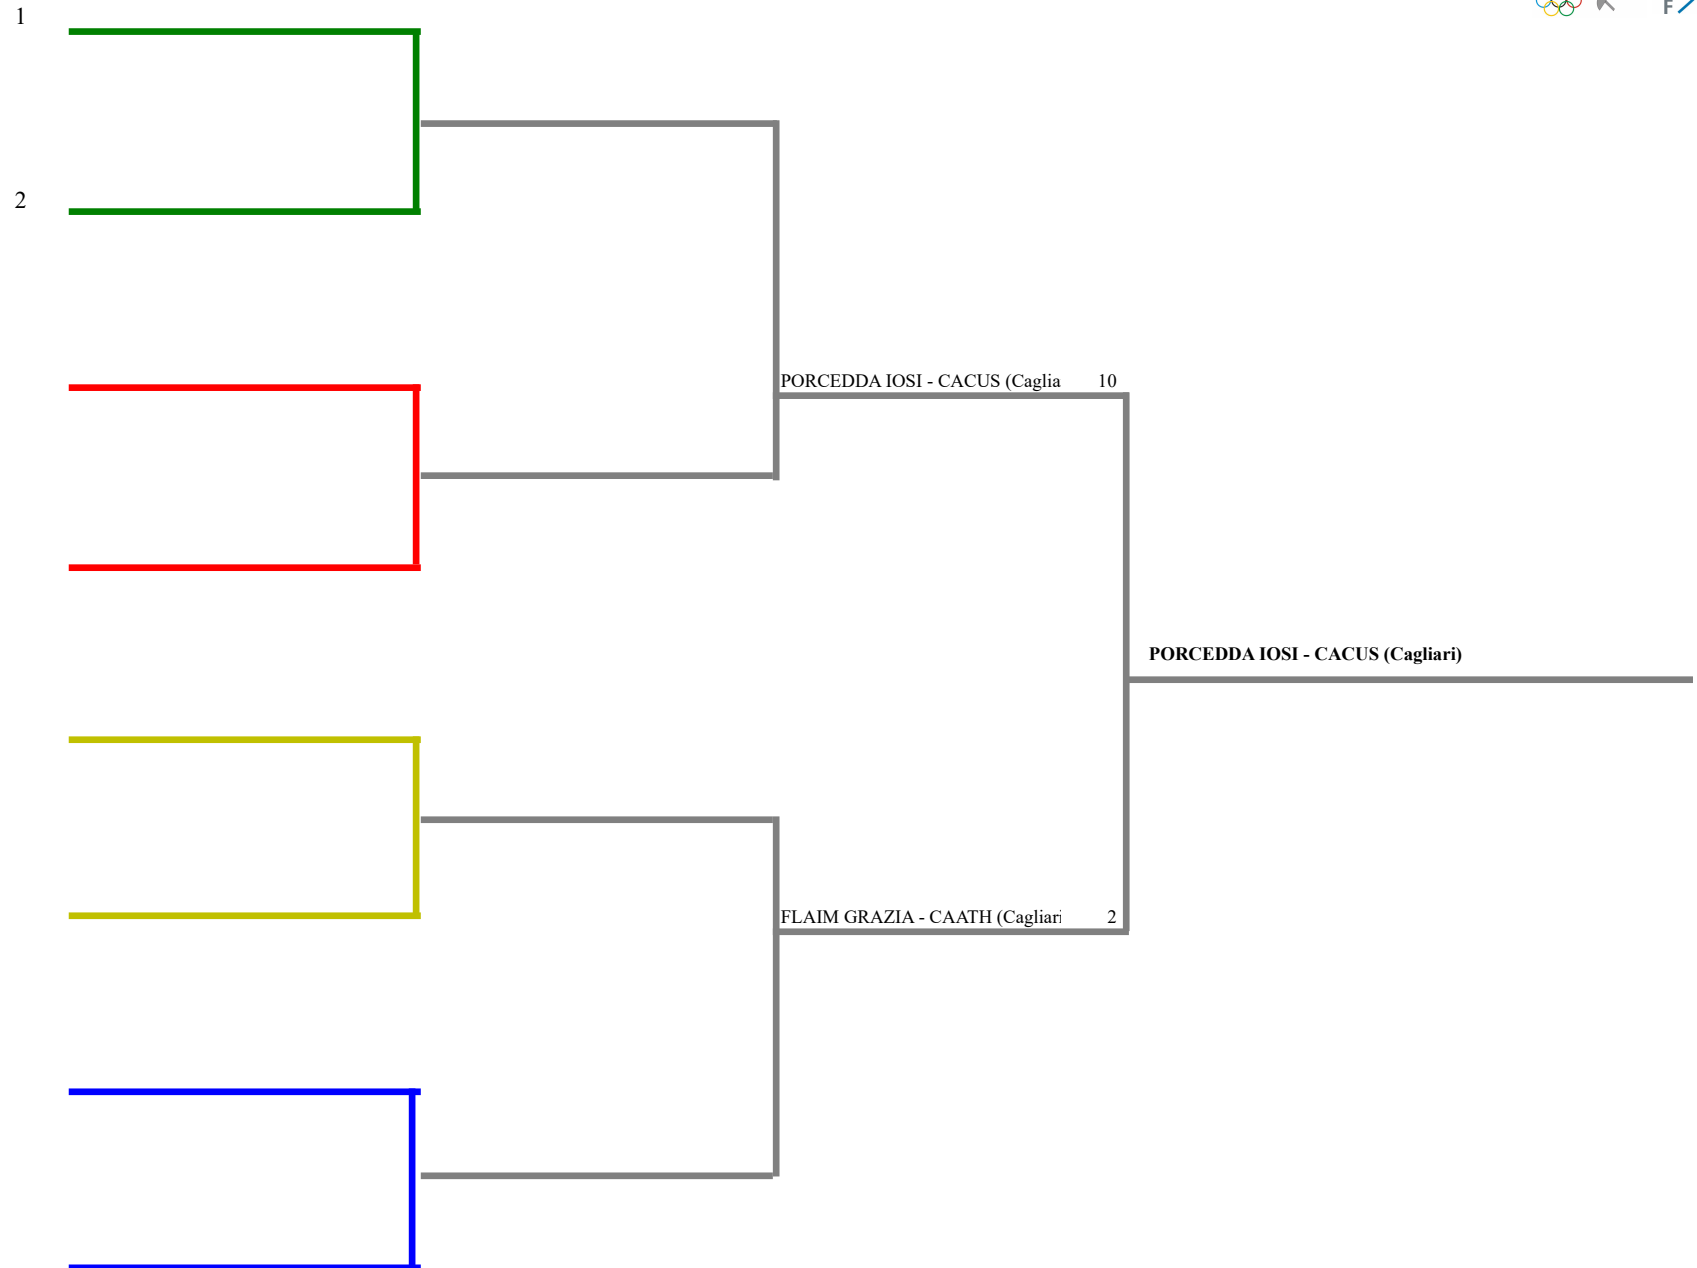 1
F
2
PORCEDDA IOSI - CACUS (Caglia 10
PORCEDDA IOSI - CACUS (Cagliari)
FLAIM GRAZIA - CAATH (Cagliari 2